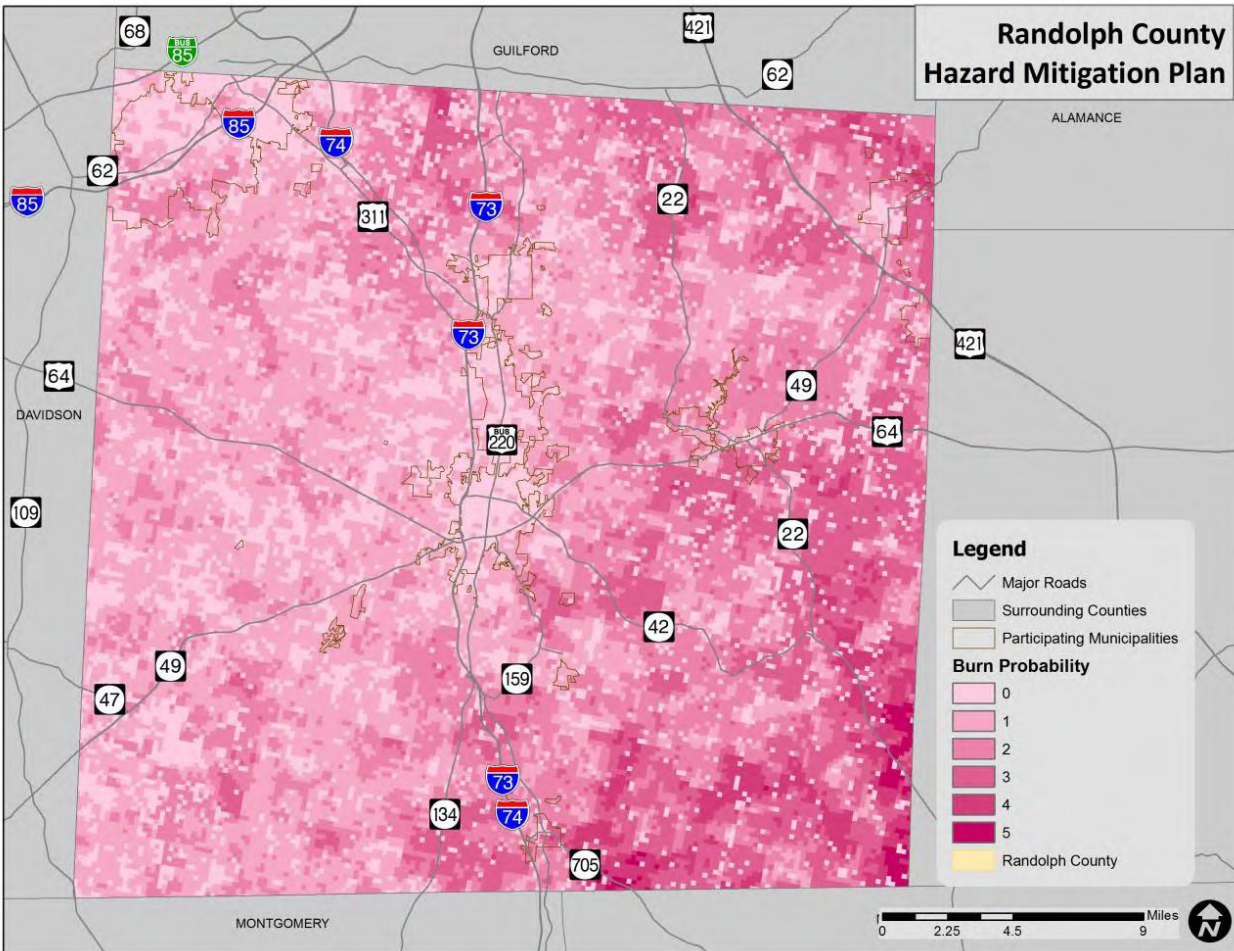 Randolph County
Hazard Mitigation Plan
68
BUS
85
GUILFORD
421
62
ALAMANCE
85
74
62
85
311
73
22
73
421
64
49
DAVIDSON
BUS
220
64
109
22
42
49
159
47
73
134
74
705
MONTGOMERY
Legend
Major Roads
Surrounding Counties
Participating Municipalities
Burn Probability
0
1
2
3
4
5
Randolph County
Miles
0 2.25 4.5 9
N